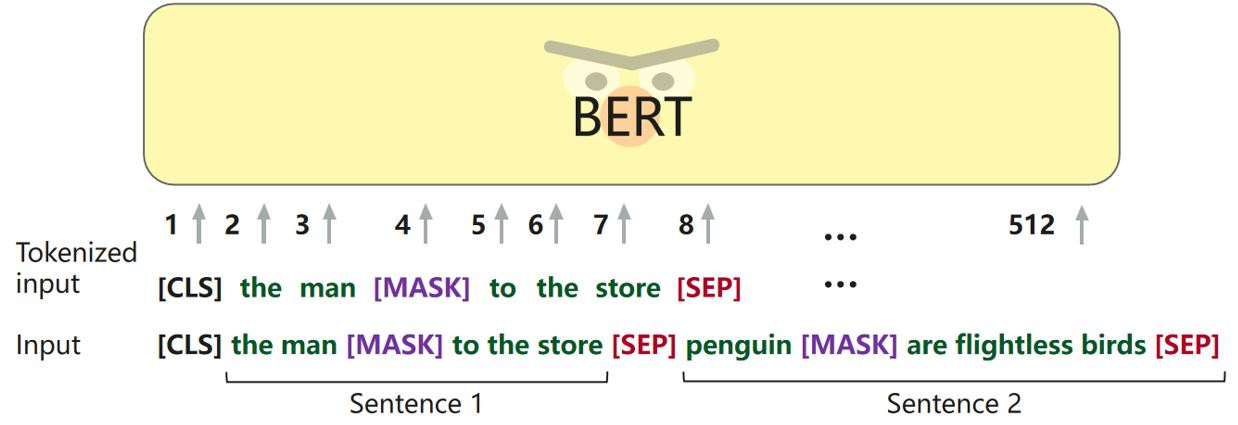 BERT
1 2 3 4 5 6 7 8 ... 512
Tokenized
input
[CLS] the man [MASK] to the store [SEP] ...
Input [CLS] the man [MASK] to the store [SEP] penguin [MASK] are flightless birds [SEP]
Sentence 1 Sentence 2